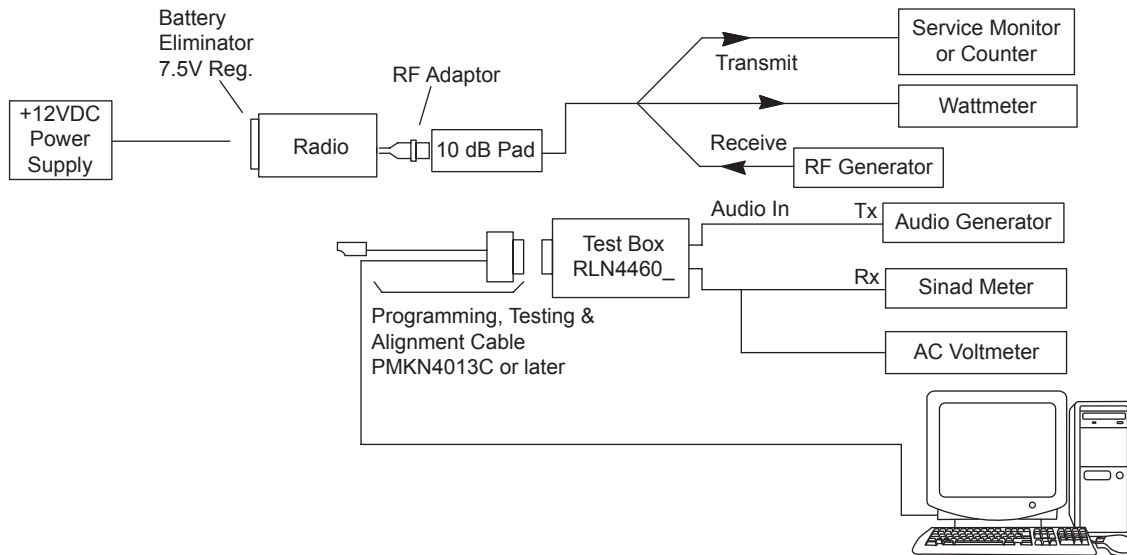 Battery
Eliminator
7.5V Reg.
RF Adaptor
+12VDC
Power
Supply
Radio
10 dB Pad
Transmit
Service Monitor
or Counter
Wattmeter
Receive
RF Generator
Audio In
Tx
Audio Generator
Test Box
RLN4460_
Rx
Sinad Meter
AC Voltmeter
Programming, Testing &
Alignment Cable
PMKN4013C or later